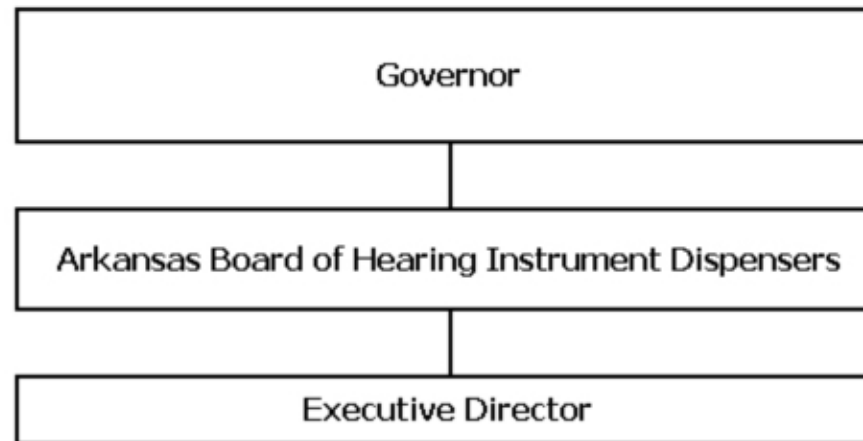 Governor
Arkansas Board of Hearing Instrument Dispensers
Executive Director